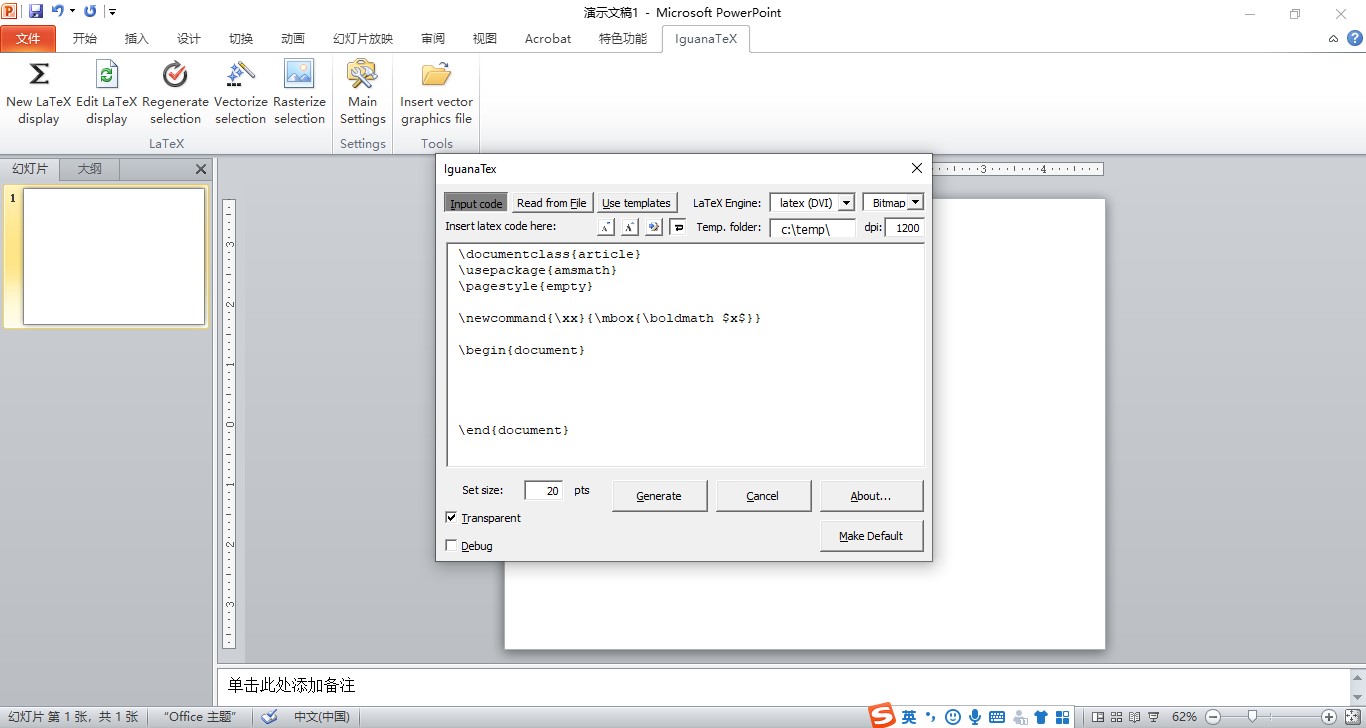 演示文稿1 - Microsoft PowerPoint
文件 开始 插入 设计 切换 动画 幻灯片放映 审阅 视图 Acrobat 特色功能 IguanaTeX
New LaTeX display
Edit LaTeX display
Regenerate selection
Vectorize selection
Rasterize selection
Main Settings
Insert vector graphics file
LaTeX Settings Tools
幻灯片 大纲
1
IguanaTex
Input code Read from File Use templates LaTeX Engine: latex (DVI) Bitmap
Insert latex code here: Temp. folder: c:\temp\ dpi: 1200
\documentclass{article}
\usepackage{amsmath}
\pagestyle{empty}
\newcommand{\xx}{\mbox{\boldmath $x$}}
\begin{document}
\end{document}
Set size: 20 pts Generate Cancel About...
Transparent
Make Default
Debug
单击此处添加备注
幻灯片 第 1 张，共 1 张 "Office 主题" 中文(中国) 英 62%